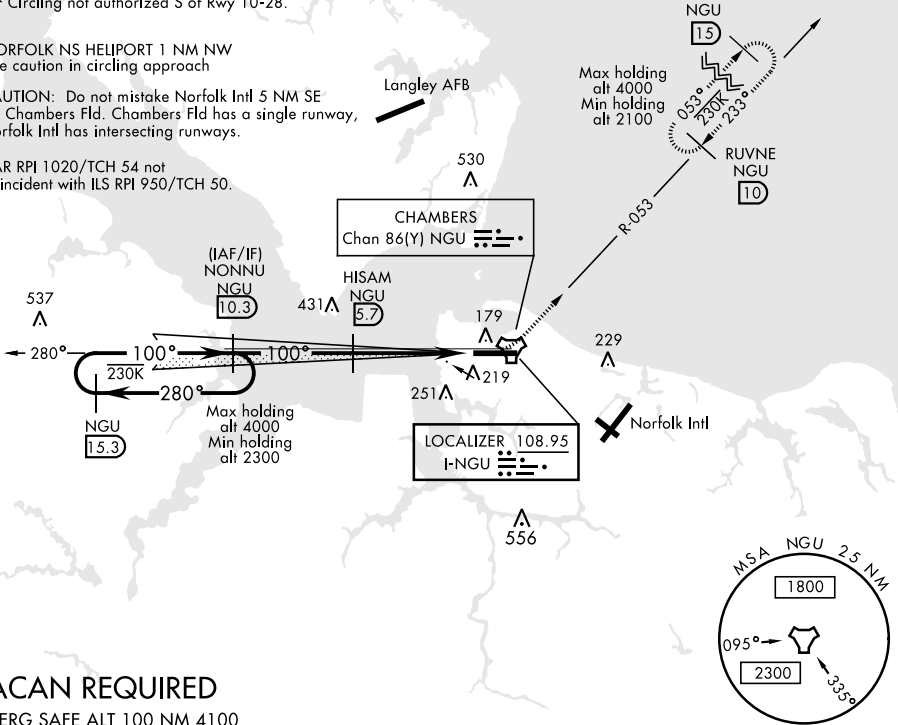 Circling not authorized S of Rwy 10-28.
ORFOLK NS HELIPORT 1 NM NW
e caution in circling approach
AUTION: Do not mistake Norfolk Intl 5 NM SE
Chambers Fld. Chambers Fld has a single runway,
orfolk Intl has intersecting runways.
AR RPI 1020/TCH 54 not
incident with ILS RPI 950/TCH 50.
Langley AFB
NGU
15
Max holding
alt 4000
Min holding
alt 2100
053°
230K
233°
RUVNE
NGU
10
R-053
530
CHAMBERS
Chan 86(Y) NGU
(IAF/IF)
NONNU
NGU
10.3
HISAM
NGU
5.7
431
537
179
229
280°
100°
100°
230K
280°
219
251
NGU
15.3
Max holding
alt 4000
Min holding
alt 2300
LOCALIZER 108.95
I-NGU
Norfolk Intl
556
MSA NGU 25 NM
1800
095°
2300
335°
ACAN REQUIRED
ERG SAFE ALT 100 NM 4100